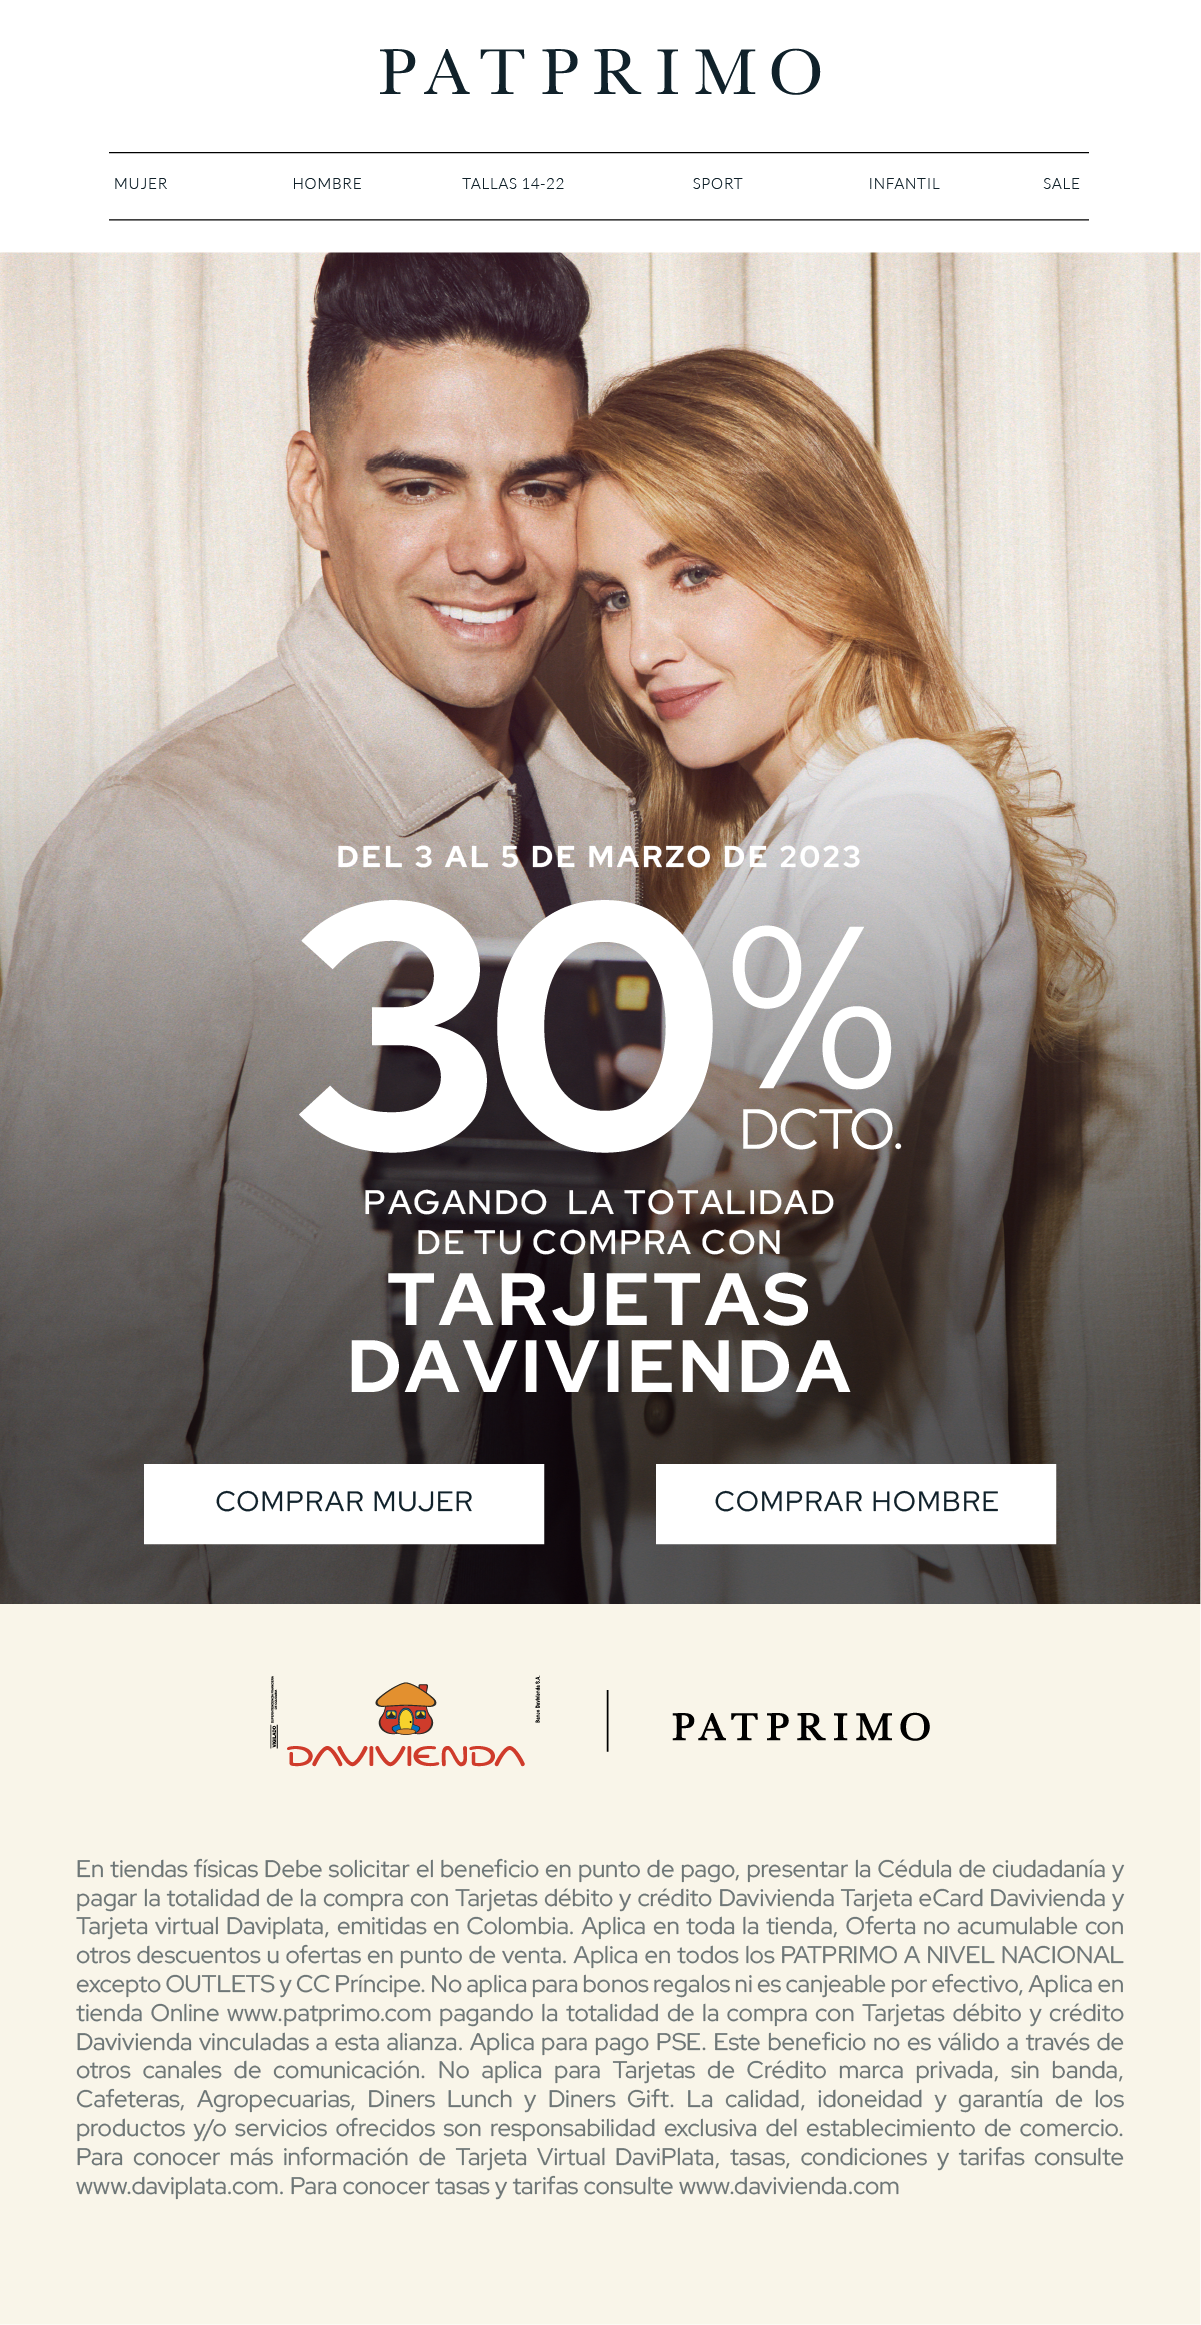 PATPRIMO
MUJER HOMBRE TALLAS 14-22 SPORT INFANTIL SALE
DEL 3 AL 5 DE MARZO DE 2023
30%
DCTO.
PAGANDO LA TOTALIDAD
DE TU COMPRA CON
TARJETAS
DAVIVIENDA
COMPRAR MUJER COMPRAR HOMBRE
VIGILADO
Banco Davivienda S.A.
DAVIVIENDA
PATPRIMO
En tiendas físicas Debe solicitar el beneficio en punto de pago, presentar la Cédula de ciudadanía y
pagar la totalidad de la compra con Tarjetas débito y crédito Davivienda Tarjeta eCard Davivienda y
Tarjeta virtual Daviplata, emitidas en Colombia. Aplica en toda la tienda, Oferta no acumulable con
otros descuentos u ofertas en punto de venta. Aplica en todos los PATPRIMO A NIVEL NACIONAL
excepto OUTLETS y CC Príncipe. No aplica para bonos regalos ni es canjeable por efectivo, Aplica en
tienda Online www.patprimo.com pagando la totalidad de la compra con Tarjetas débito y crédito
Davivienda vinculadas a esta alianza. Aplica para pago PSE. Este beneficio no es válido a través de
otros canales de comunicación. No aplica para Tarjetas de Crédito marca privada, sin banda,
Cafeteras, Agropecuarias, Diners Lunch y Diners Gift. La calidad, idoneidad y garantía de los
productos y/o servicios ofrecidos son responsabilidad exclusiva del establecimiento de comercio.
Para conocer más información de Tarjeta Virtual DaviPlata, tasas, condiciones y tarifas consulte
www.daviplata.com. Para conocer tasas y tarifas consulte www.davivienda.com